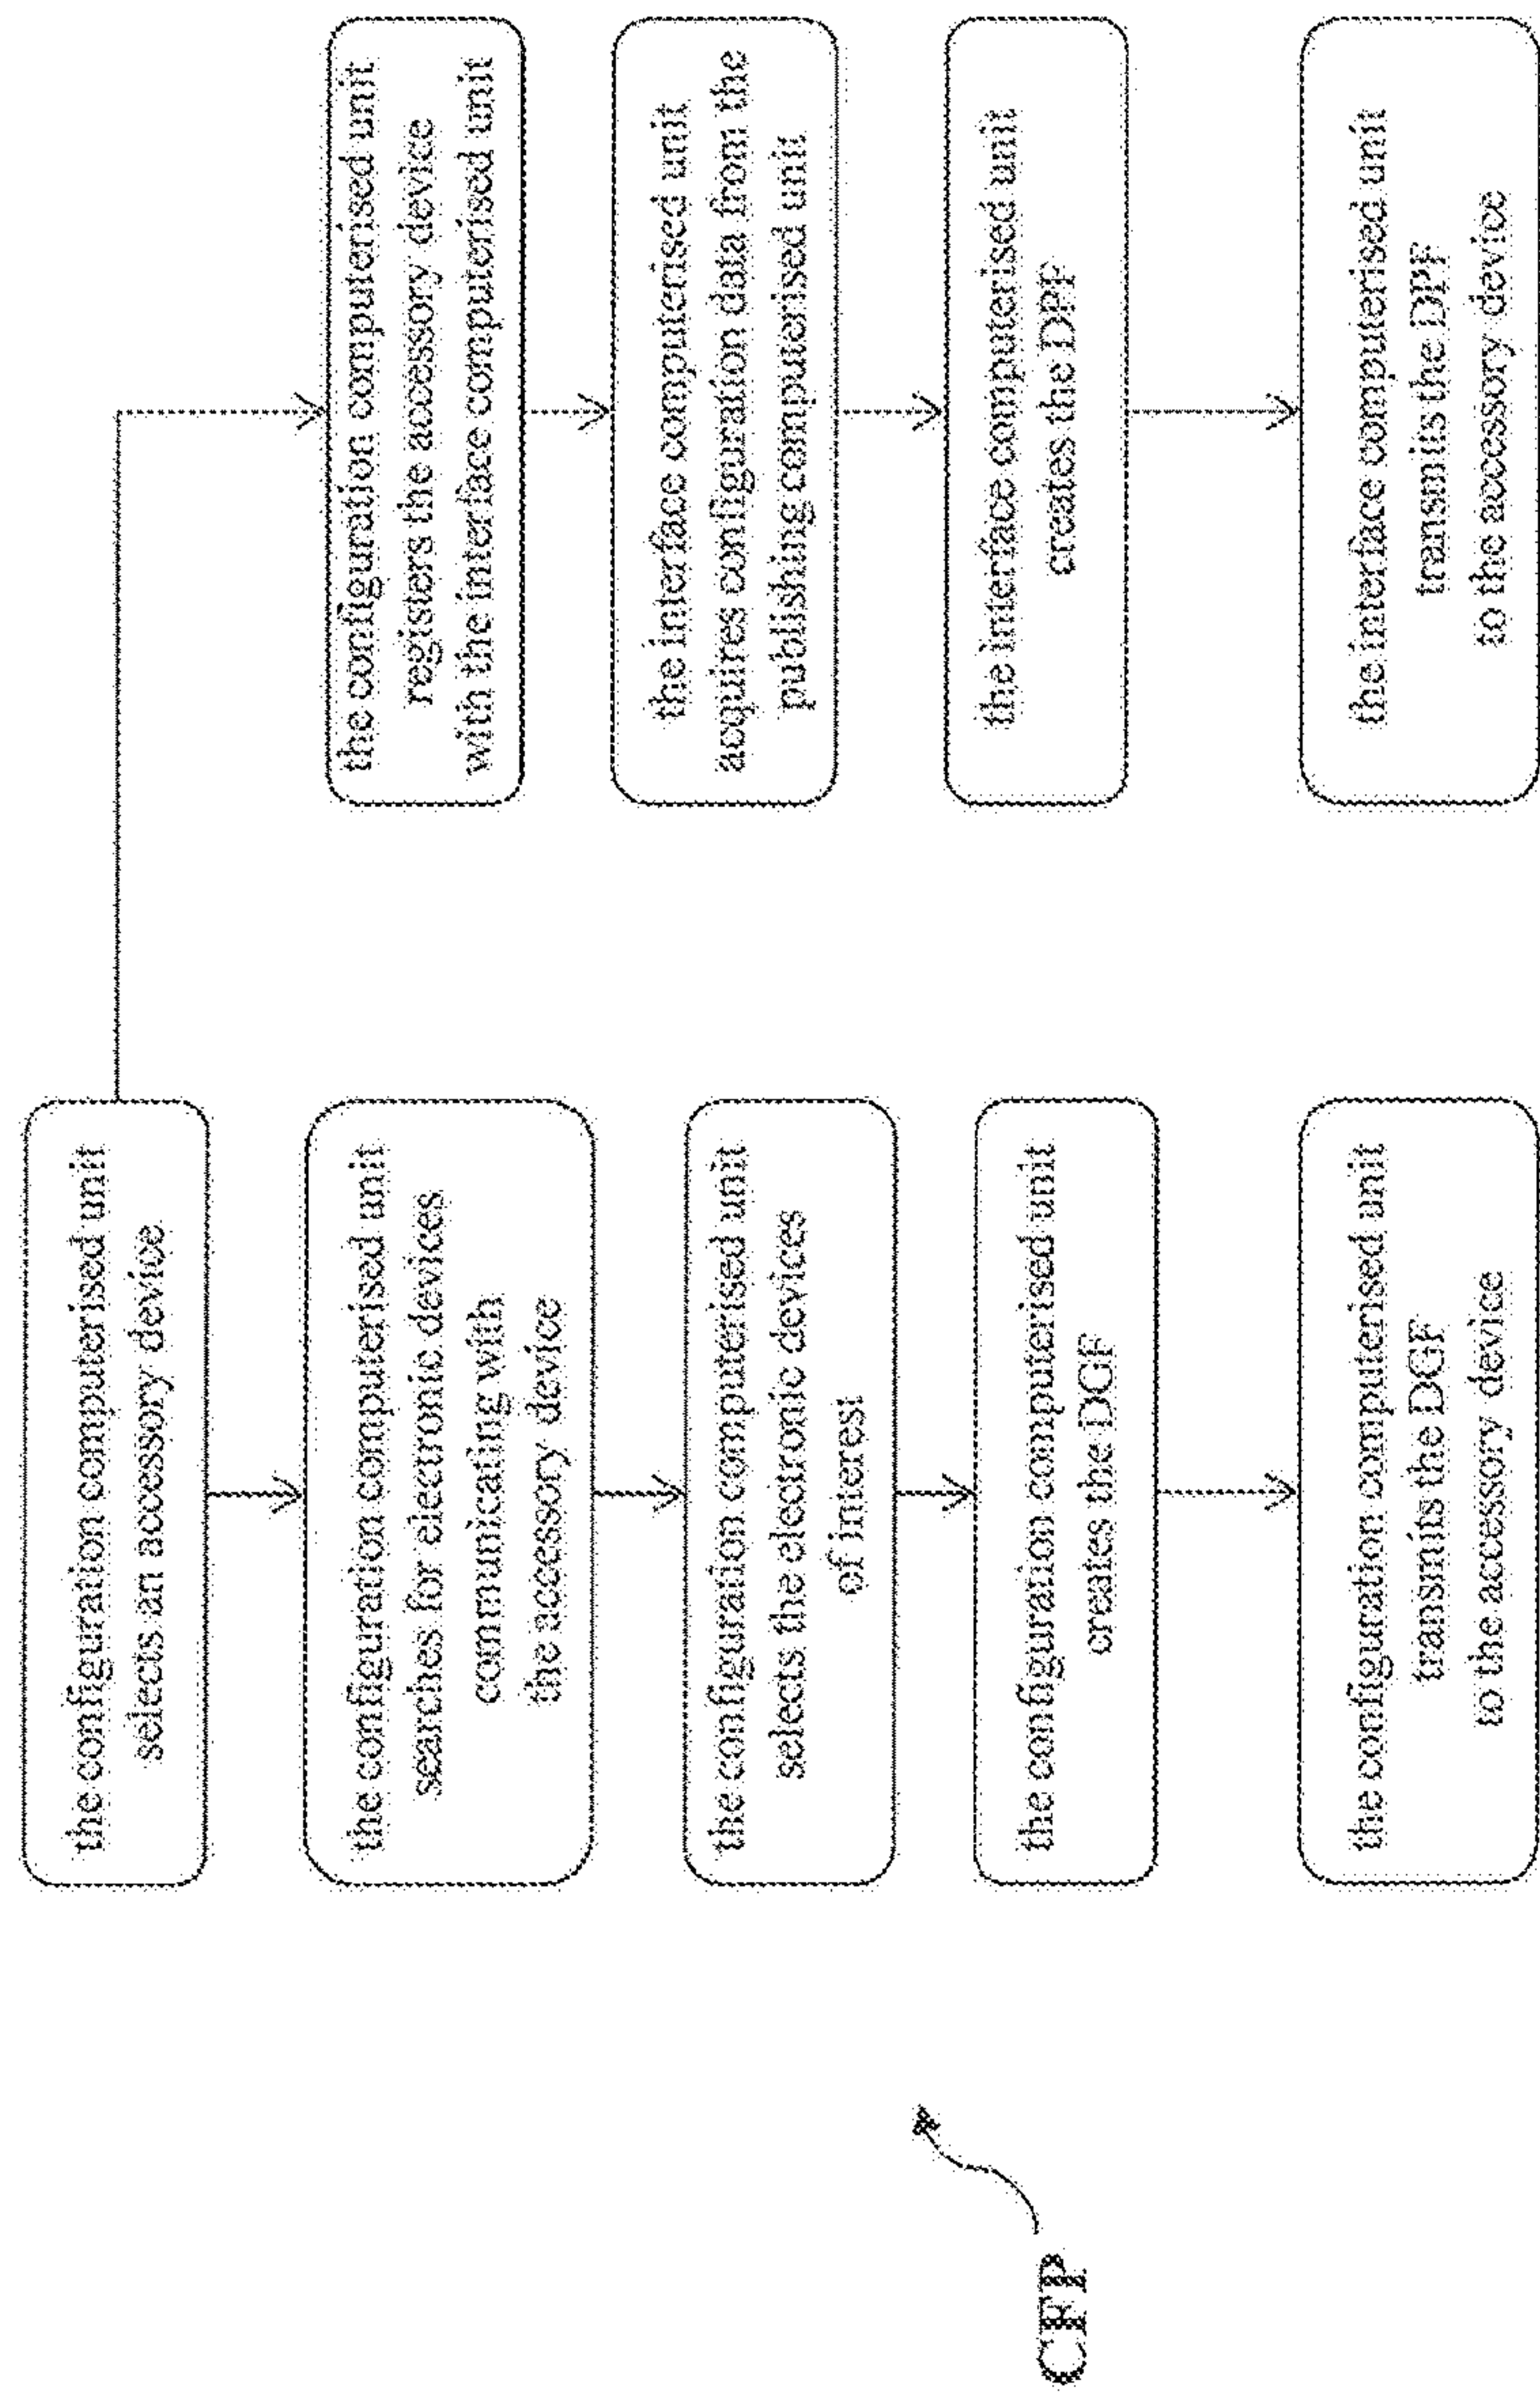 the configuration computerised unit
selects an accessory device
the configuration computerised unit
searches for electronic devices
communicating with
the accessory device
the configuration computerised unit
selects the electronic devices
of interest
the configuration computerised unit
creates the DGF
the configuration computerised unit
transmits the DGF
to the accessory device
the configuration computerised unit
registers the accessory device
with the interface computerised unit
the interface computerised unit
acquires configuration data from the
publishing computerised unit
the interface computerised unit
creates the DPF
the interface computerised unit
transmits the DPF
to the accessory device
CFP